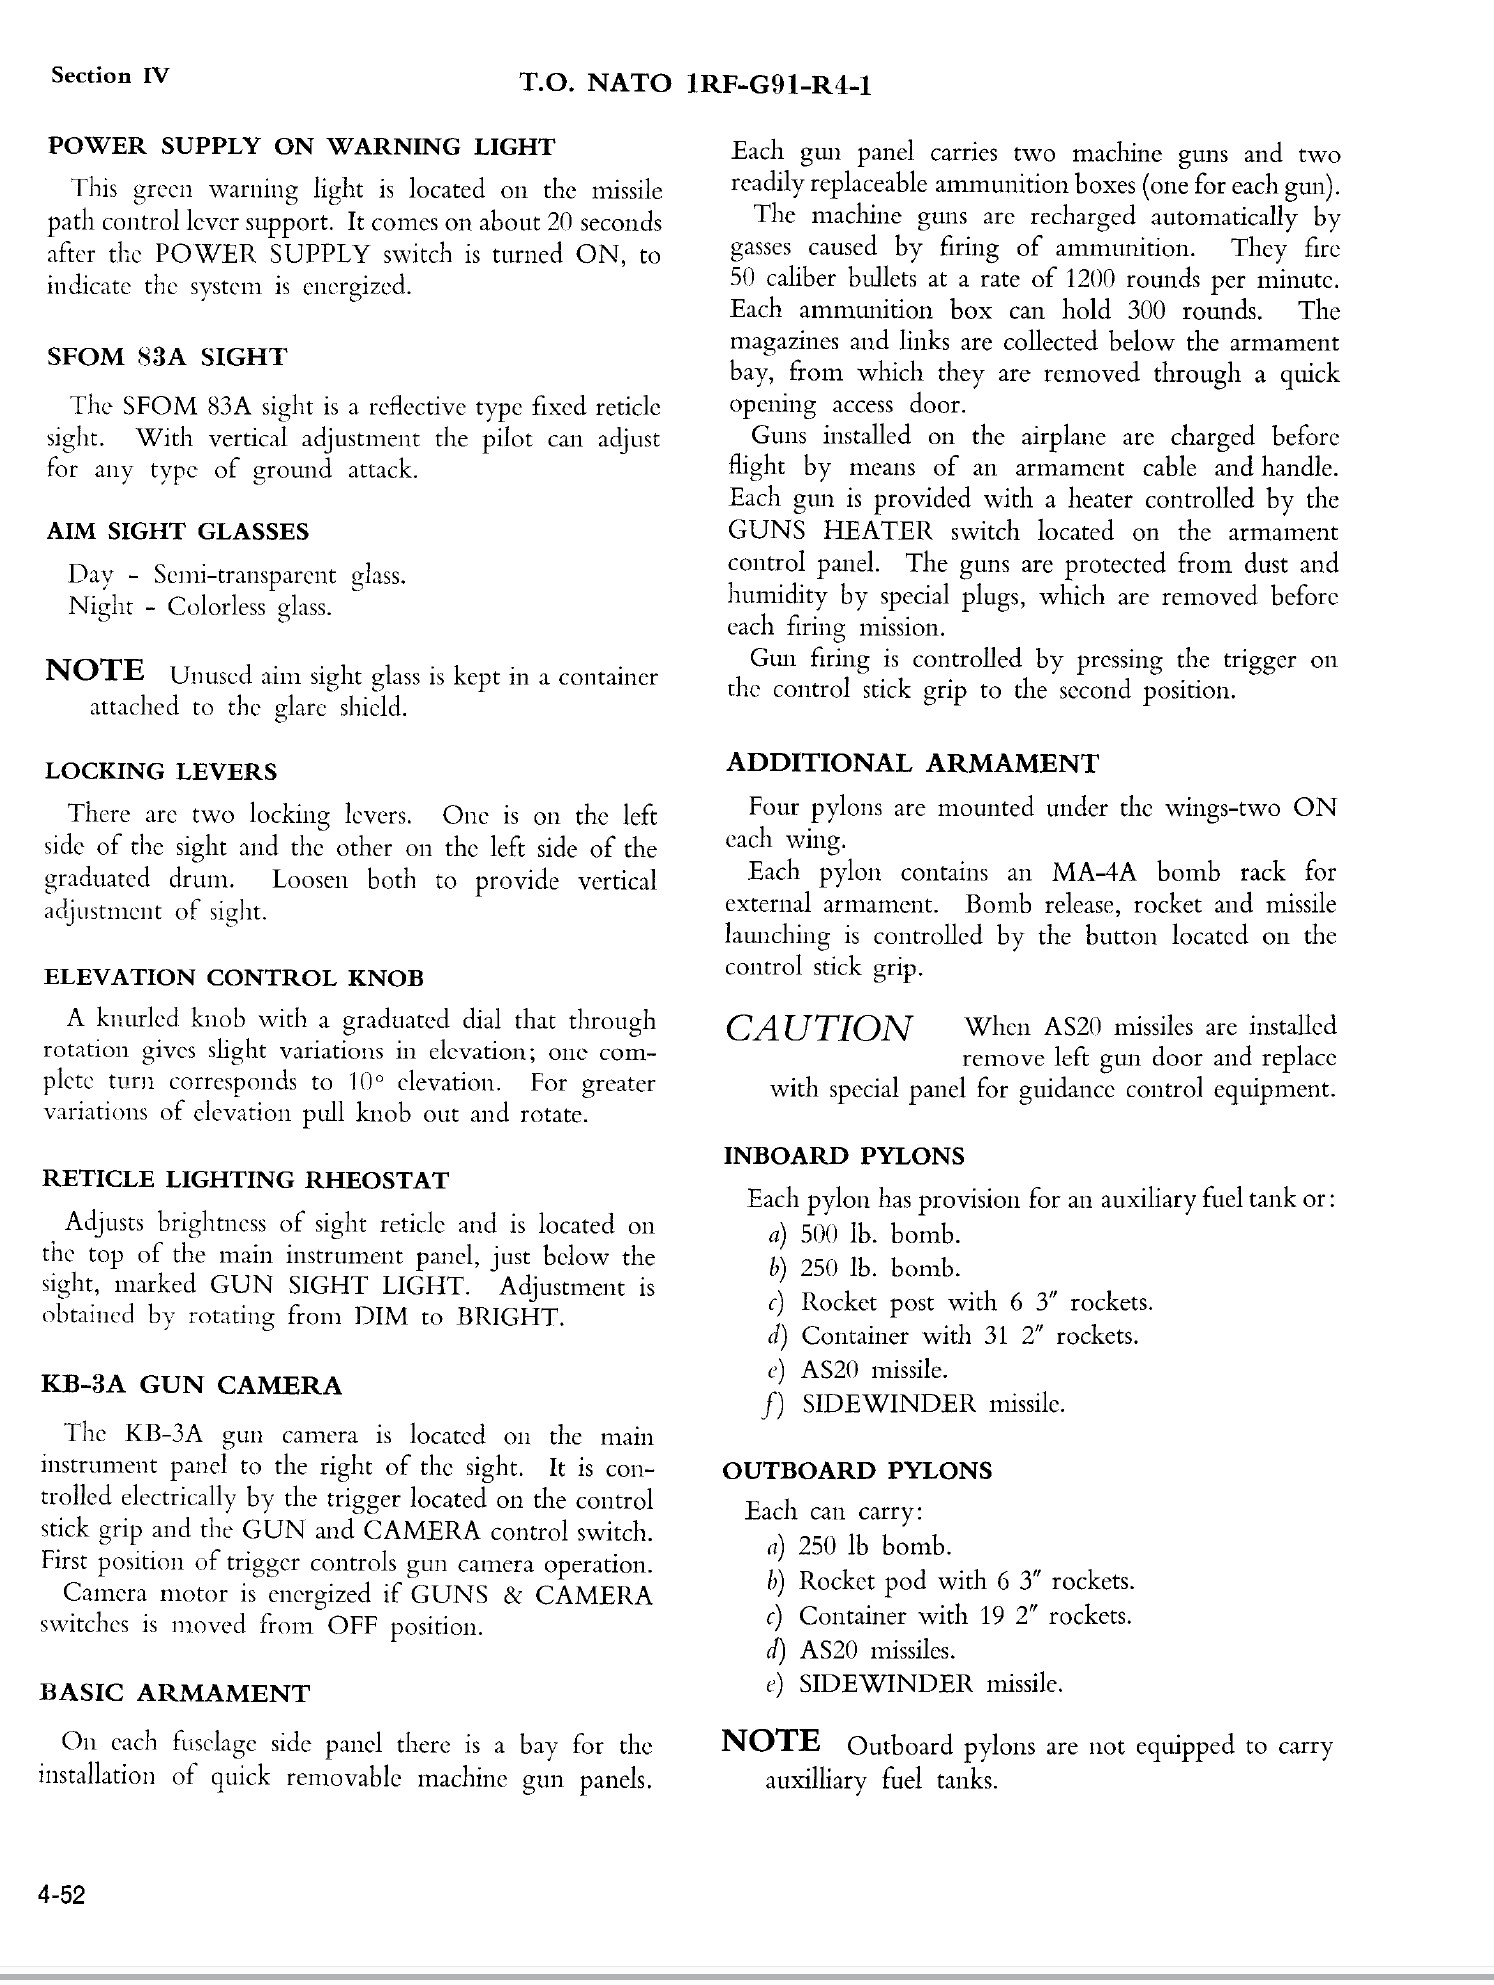 Section IV
T.O. NATO 1RF-G91-R4-1
POWER SUPPLY ON WARNING LIGHT
This green warning light is located on the missile
path control lever support. It comes on about 20 seconds
after the POWER SUPPLY switch is turned ON, to
indicate the system is energized.
SFOM 83A SIGHT
The SFOM 83A sight is a reflective type fixed reticle
sight. With vertical adjustment the pilot can adjust
for any type of ground attack.
AIM SIGHT GLASSES
Day - Semi-transparent glass.
Night - Colorless glass.
NOTE Unused aim sight glass is kept in a container
attached to the glare shield.
LOCKING LEVERS
There are two locking levers. One is on the left
side of the sight and the other on the left side of the
graduated drum. Loosen both to provide vertical
adjustment of sight.
ELEVATION CONTROL KNOB
A knurled knob with a graduated dial that through
rotation gives slight variations in elevation; one com-
plete turn corresponds to 10° elevation. For greater
variations of elevation pull knob out and rotate.
RETICLE LIGHTING RHEOSTAT
Adjusts brightness of sight reticle and is located on
the top of the main instrument panel, just below the
sight, marked GUN SIGHT LIGHT. Adjustment is
obtained by rotating from DIM to BRIGHT.
KB-3A GUN CAMERA
The KB-3A gun camera is located on the main
instrument panel to the right of the sight. It is con-
trolled electrically by the trigger located on the control
stick grip and the GUN and CAMERA control switch.
First position of trigger controls gun camera operation.
Camera motor is energized if GUNS & CAMERA
switches is moved from OFF position.
BASIC ARMAMENT
On each fuselage side panel there is a bay for the
installation of quick removable machine gun panels.
Each gun panel carries two machine guns and two
readily replaceable ammunition boxes (one for each gun).
The machine guns are recharged automatically by
gasses caused by firing of ammunition. They fire
50 caliber bullets at a rate of 1200 rounds per minute.
Each ammunition box can hold 300 rounds. The
magazines and links are collected below the armament
bay, from which they are removed through a quick
opening access door.
Guns installed on the airplane are charged before
flight by means of an armament cable and handle.
Each gun is provided with a heater controlled by the
GUNS HEATER switch located on the armament
control panel. The guns are protected from dust and
humidity by special plugs, which are removed before
each firing mission.
Gun firing is controlled by pressing the trigger on
the control stick grip to the second position.
ADDITIONAL ARMAMENT
Four pylons are mounted under the wings-two ON
each wing.
Each pylon contains an MA-4A bomb rack for
external armament. Bomb release, rocket and missile
launching is controlled by the button located on the
control stick grip.
CAUTION When AS20 missiles are installed
remove left gun door and replace
with special panel for guidance control equipment.
INBOARD PYLONS
Each pylon has provision for an auxiliary fuel tank or:
a) 500 lb. bomb.
b) 250 lb. bomb.
c) Rocket post with 6 3″ rockets.
d) Container with 31 2″ rockets.
e) AS20 missile.
f) SIDEWINDER missile.
OUTBOARD PYLONS
Each can carry:
a) 250 lb bomb.
b) Rocket pod with 6 3″ rockets.
c) Container with 19 2″ rockets.
d) AS20 missiles.
e) SIDEWINDER missile.
NOTE Outboard pylons are not equipped to carry
auxilliary fuel tanks.
4-52